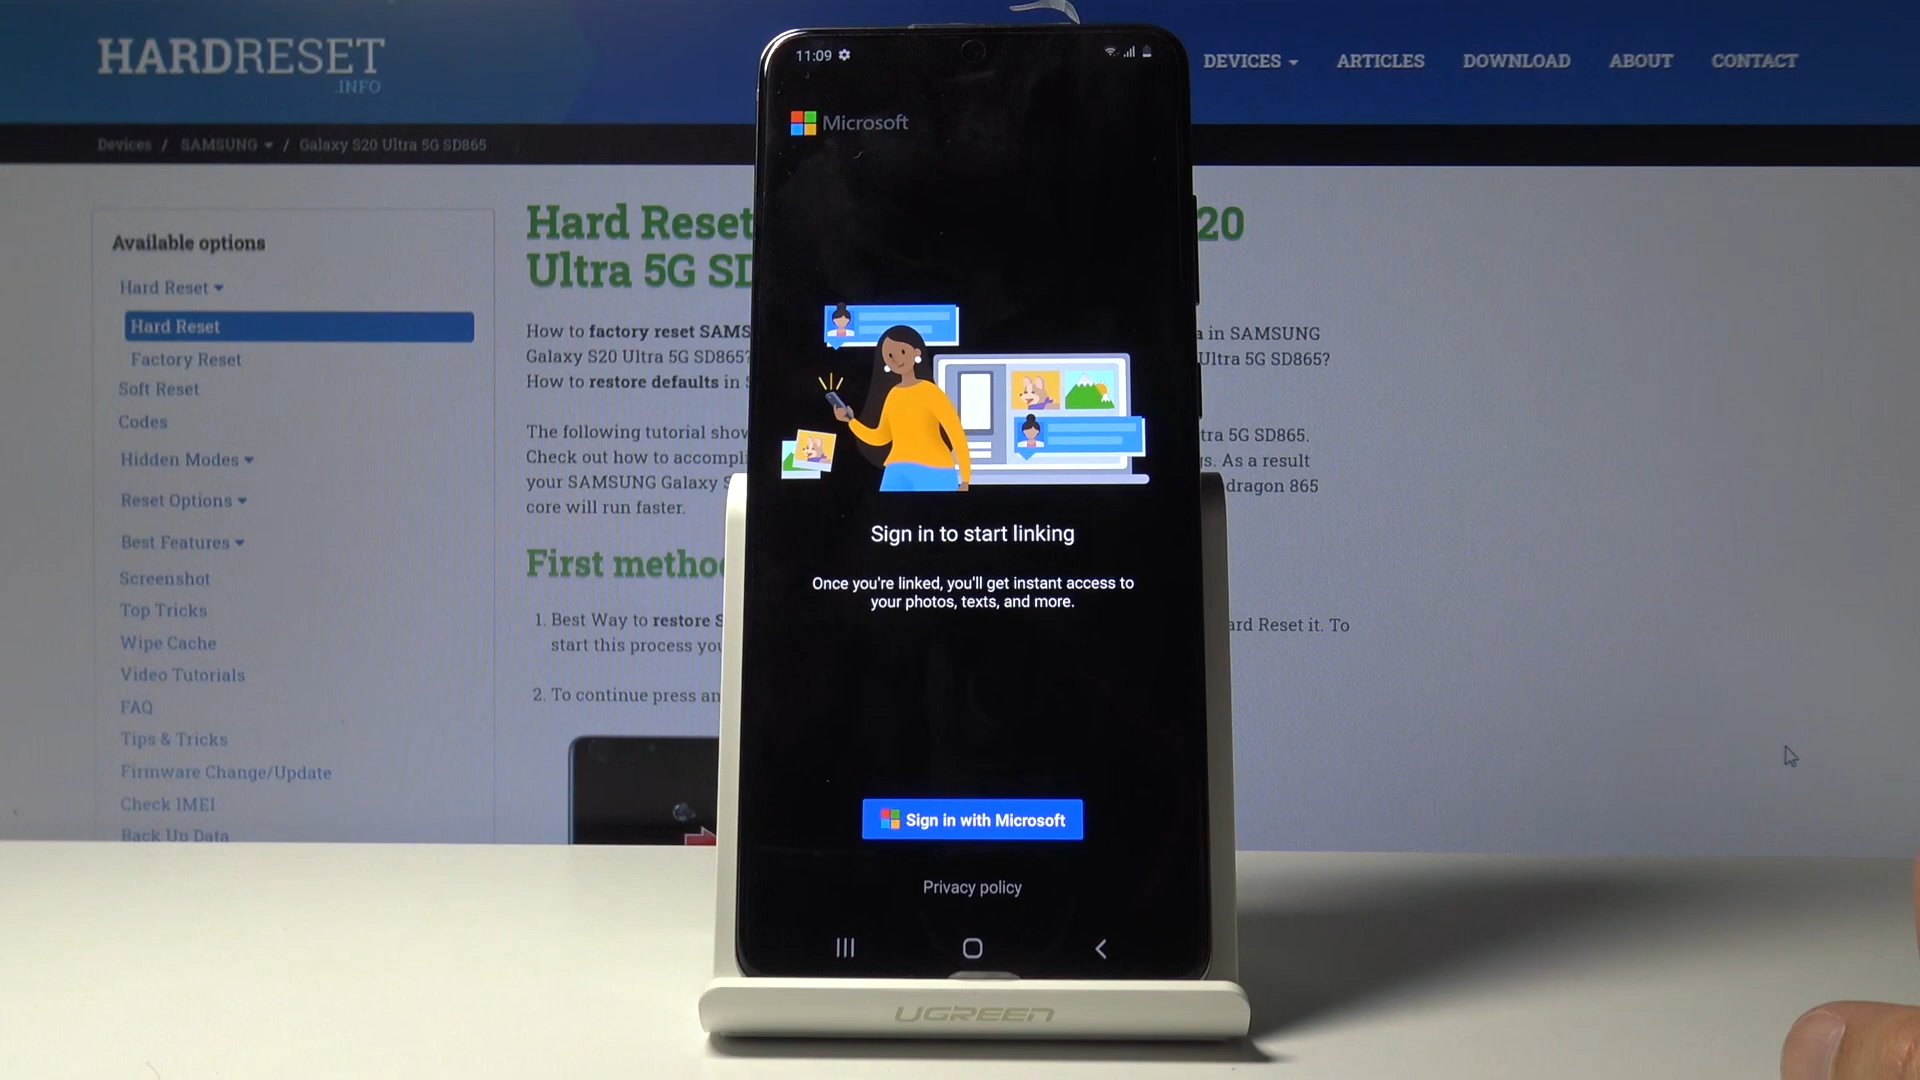 HARDRESET
.INFO
DEVICES
ARTICLES
DOWNLOAD
ABOUT
CONTACT
Devices / SAMSUNG / Galaxy S20 Ultra 5G SD865
Available options
Hard Reset
Hard Reset
Factory Reset
Soft Reset
Codes
Hidden Modes
Reset Options
Best Features
Screenshot
Top Tricks
Wipe Cache
Video Tutorials
FAQ
Tips & Tricks
Firmware Change/Update
Check IMEI
Back Up Data
Hard Reset 20
Ultra 5G SD
How to factory reset SAMS a in SAMSUNG
Galaxy S20 Ultra 5G SD865? Ultra 5G SD865?
How to restore defaults in
The following tutorial show tra 5G SD865.
Check out how to accompli s. As a result
your SAMSUNG Galaxy S dragon 865
core will run faster.
First metho
1. Best Way to restore S ard Reset it. To
start this process you
2. To continue press an
11:09
Microsoft
Sign in to start linking
Once you're linked, you'll get instant access to
your photos, texts, and more.
Sign in with Microsoft
Privacy policy
UGREEN